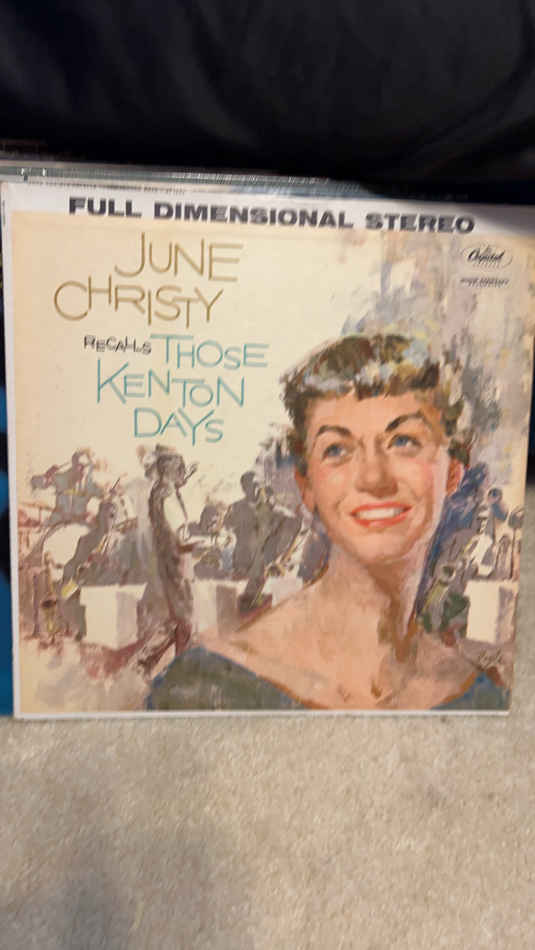 FULL DIMENSIONAL STEREO
JUNE
CHRISTY
RECALLS THOSE
KENTON
DAYS
Capitol